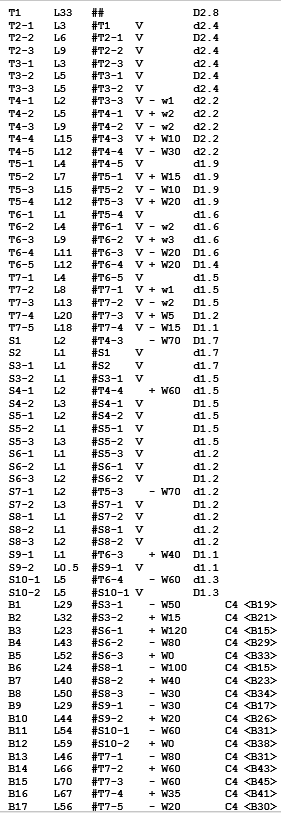 T1 L33 ## D2.8
T2-1 L3 #T1 V d2.4
T2-2 L6 #T2-1 V d2.4
T2-3 L9 #T2-2 V d2.4
T3-1 L3 #T2-3 V D2.4
T3-2 L5 #T3-1 V D2.4
T3-3 L5 #T3-2 V d2.4
T4-1 L2 #T3-3 V - w1 d2.2
T4-2 L5 #T4-1 V + w2 d2.2
T4-3 L9 #T4-2 V - w2 d2.2
T4-4 L15 #T4-3 V + W10 D2.2
T4-5 L12 #T4-4 V - W30 D2.2
T5-1 L4 #T4-5 V d1.9
T5-2 L7 #T5-1 V + W15 d1.9
T5-3 L15 #T5-2 V - W10 D1.9
T5-4 L12 #T5-3 V + W20 d1.9
T6-1 L1 #T5-4 V d1.6
T6-2 L4 #T6-1 V - w2 d1.6
T6-3 L9 #T6-2 V + w3 d1.6
T6-4 L11 #T6-3 V - W20 D1.6
T6-5 L12 #T6-4 V + W20 D1.4
T7-1 L4 #T6-5 V d1.1
T7-2 L8 #T7-1 V + w1 d1.1
T7-3 L13 #T7-2 V - w2 d1.1
T7-4 L20 #T7-3 V + W5 D1.1
T7-5 L18 #T7-4 V - W15 D1.1
S1 L2 #T4-3 - W70 D1.7
S2 L1 #S1 V d1.7
S3-1 L1 #S2 V d1.7
S3-2 L1 #S3-1 V D1.5
S4-1 L2 #T4-4 + W60 D1.5
S4-2 L3 #S4-1 V D1.5
S5-1 L2 #S4-2 V d1.5
S5-2 L1 #S5-1 V D1.5
S5-3 L3 #S5-2 V d1.5
S6-1 L1 #S5-3 V D1.2
S6-2 L1 #S6-1 V D1.2
S6-3 L2 #S6-2 V D1.2
S7-1 L2 #T5-3 - W70 d1.2
S7-2 L3 #S7-1 V D1.2
S8-1 L1 #S7-2 V d1.2
S8-2 L1 #S8-1 V d1.2
S8-3 L2 #S8-2 V d1.2
S9-1 L1 #T6-3 + W40 D1.1
S9-2 L0.5 #S9-1 V D1.1
S10-1 L5 #T6-4 - W60 d1.3
S10-2 L5 #S10-1 V D1.3
B1 L29 #S3-1 - W50 C4 <B19>
B2 L32 #S3-2 + W15 C4 <B21>
B3 L23 #S6-1 + W120 C4 <B15>
B4 L43 #S6-2 - W80 C4 <B29>
B5 L52 #S6-3 + W0 C4 <B33>
B6 L24 #S8-1 - W100 C4 <B15>
B7 L40 #S8-2 + W40 C4 <B23>
B8 L50 #S8-3 - W30 C4 <B34>
B9 L29 #S9-1 - W30 C4 <B17>
B10 L44 #S9-2 + W20 C4 <B26>
B11 L54 #S10-1 - W60 C4 <B31>
B12 L59 #S10-2 + W0 C4 <B38>
B13 L46 #T7-1 - W80 C4 <B31>
B14 L66 #T7-2 + W60 C4 <B43>
B15 L70 #T7-3 - W60 C4 <B45>
B16 L67 #T7-4 + W35 C4 <B41>
B17 L56 #T7-5 - W20 C4 <B30>